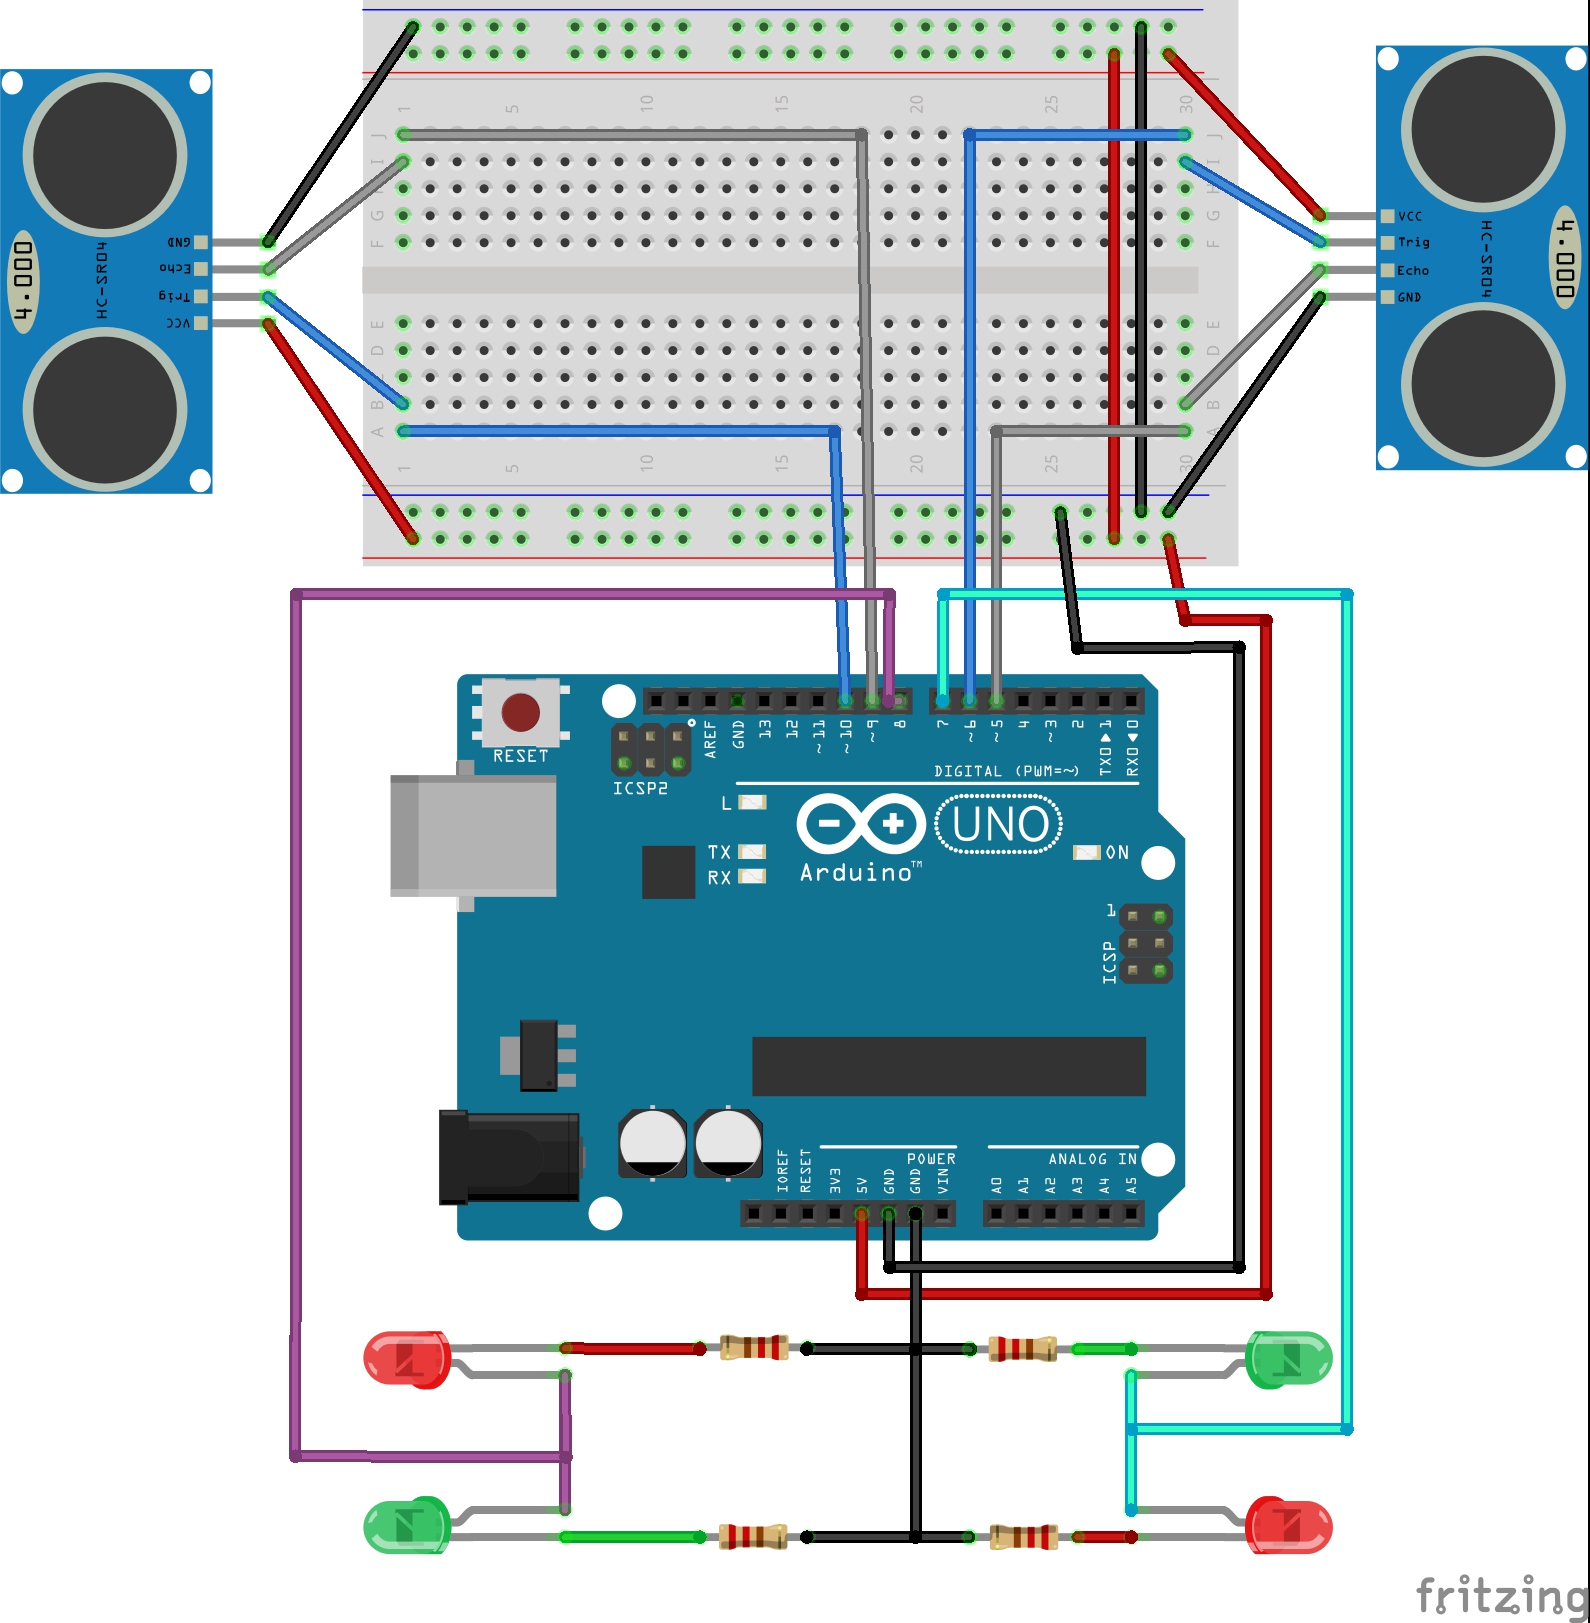 1 5 10 15 20 25 30
J J
I I
H
G G
F F
E E
D D
B B
A A
1 5 10 15 20 25 30
GND
Echo
Trig
VCC
HC-SR04
4.000
VCC
Trig
Echo
GND
HC-SR04
4.000
RESET
ICSP2
AREF
GND
13
12
~11
~10
~9
8
7
~6
~5
4
~3
2
TX0▶1
RX0◀0
DIGITAL (PWM=~)
L
TX
RX
Arduino™
UNO
ON
1
ICSP
IOREF
RESET
3V3
5V
GND
GND
VIN
POWER
ANALOG IN
A0
A1
A2
A3
A4
A5
fritzing